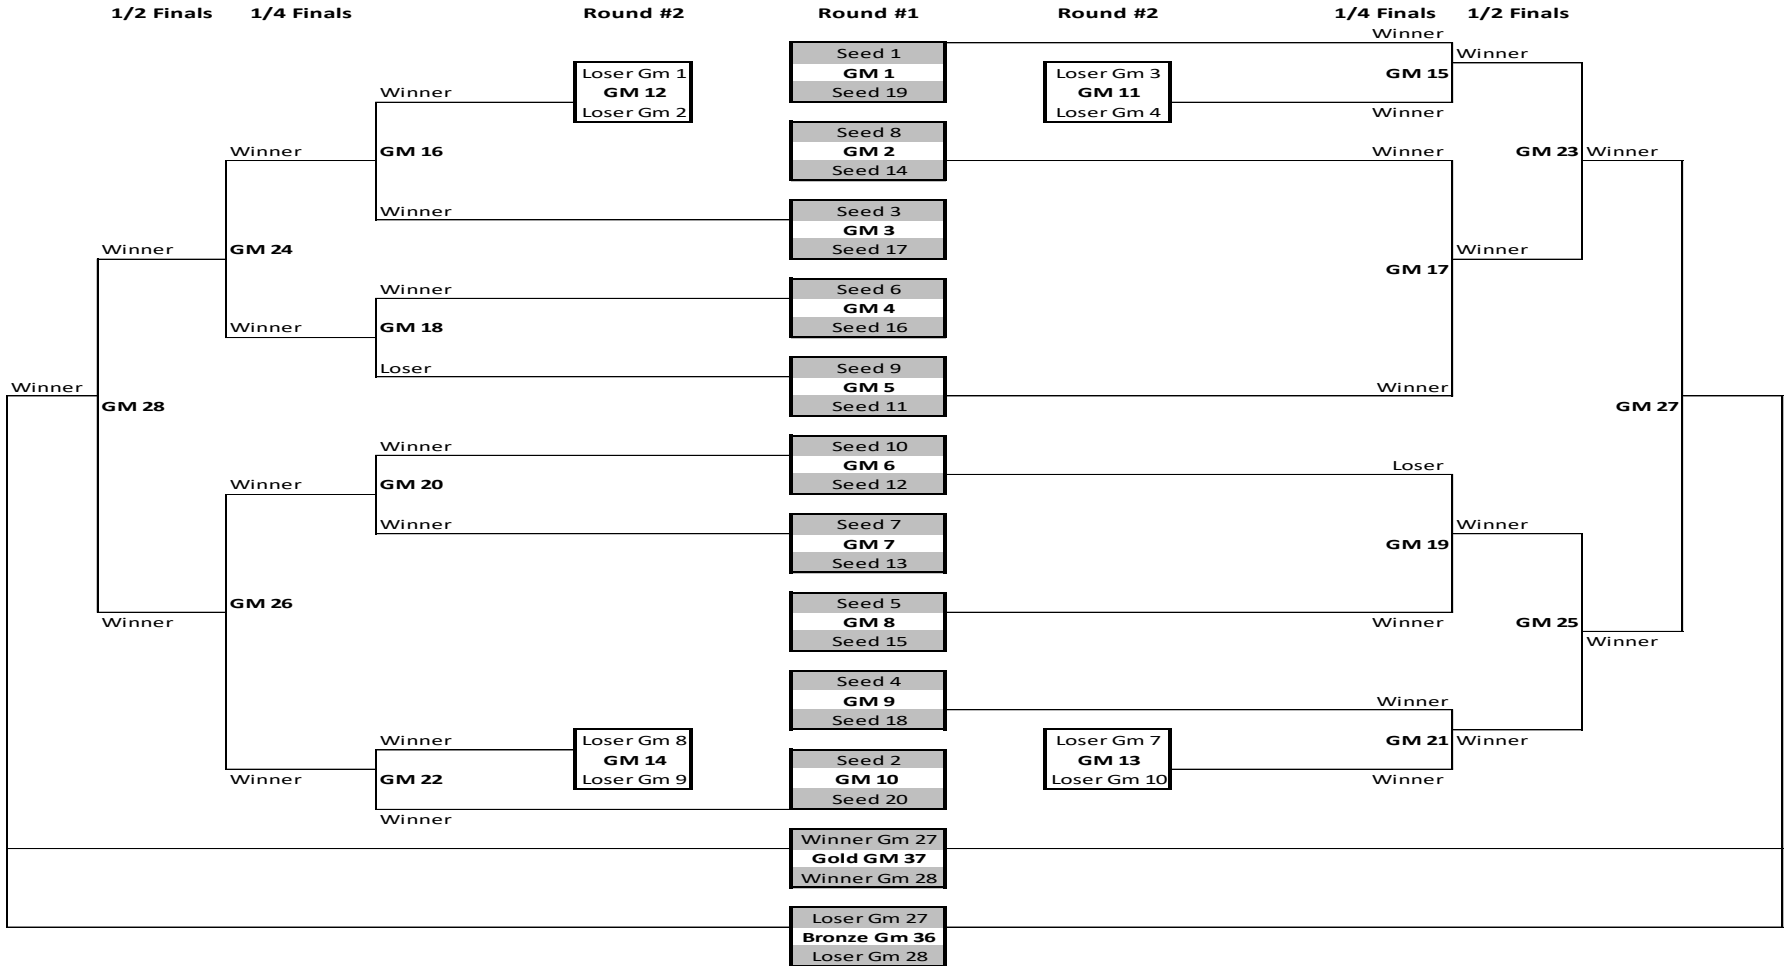 1/2 Finals 1/4 Finals Round #2 Round #1 Round #2 1/4 Finals 1/2 Finals
Winner
Seed 1 Winner
Loser Gm 1 GM 1 Loser Gm 3 GM 15
Winner GM 12 Seed 19 GM 11
Loser Gm 2 Loser Gm 4 Winner
Seed 8
Winner GM 16 GM 2 Winner GM 23 Winner
Seed 14
Winner Seed 3
GM 3
Winner GM 24 Seed 17 Winner
GM 17
Winner Seed 6
GM 4
Winner GM 18 Seed 16
Loser Seed 9
Winner GM 5 Winner
GM 28 Seed 11 GM 27
Winner Seed 10
GM 6 Loser
Winner GM 20 Seed 12
Winner Seed 7 Winner
GM 7 GM 19
Seed 13
GM 26 Seed 5
Winner GM 8 Winner GM 25
Seed 15 Winner
Seed 4
GM 9 Winner
Seed 18
Winner Loser Gm 8 Loser Gm 7 GM 21 Winner
GM 14 Seed 2 GM 13
Winner GM 22 Loser Gm 9 GM 10 Loser Gm 10 Winner
Seed 20
Winner
Winner Gm 27
Gold GM 37
Winner Gm 28
Loser Gm 27
Bronze Gm 36
Loser Gm 28